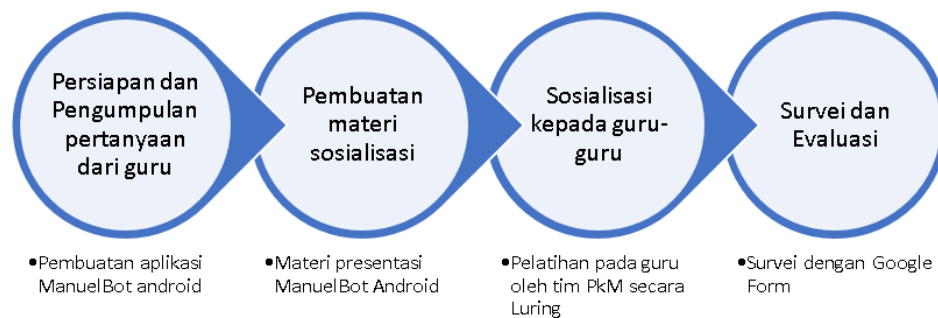 Persiapan dan
Pengumpulan
pertanyaan
dari guru
Pembuatan
materi
sosialisasi
Sosialisasi
kepada guru-
guru
Survei dan
Evaluasi
•Pembuatan aplikasi
ManuelBot android
•Materi presentasi
ManuelBot Android
•Pelatihan pada guru
oleh tim PkM secara
Luring
•Survei dengan Google
Form